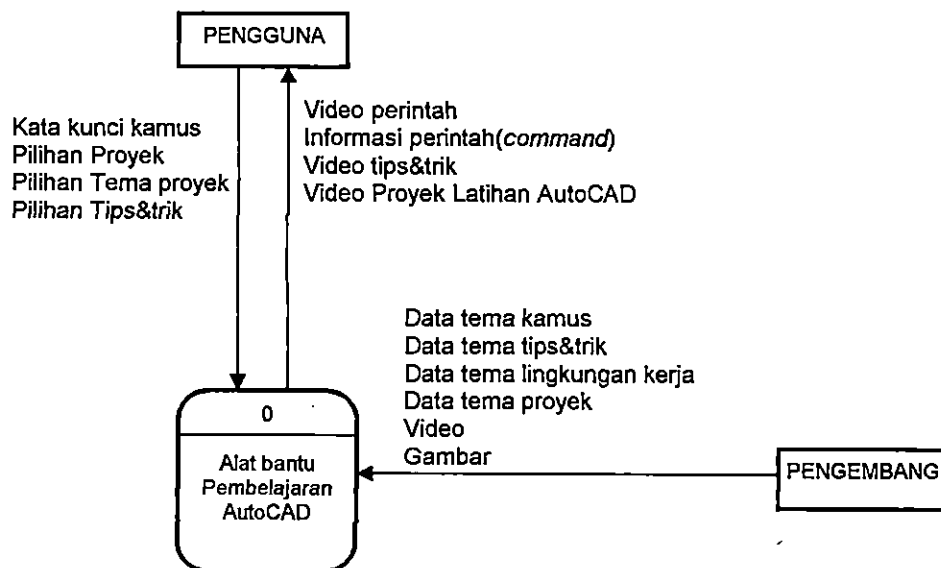 PENGGUNA
Kata kunci kamus
Pilihan Proyek
Pilihan Tema proyek
Pilihan Tips&trik
Video perintah
Informasi perintah(command)
Video tips&trik
Video Proyek Latihan AutoCAD
Data tema kamus
Data tema tips&trik
Data tema lingkungan kerja
Data tema proyek
Video
Gambar
0
Alat bantu
Pembelajaran
AutoCAD
PENGEMBANG